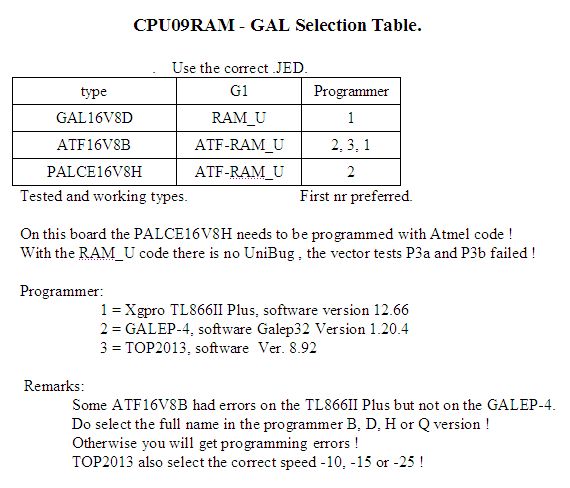 CPU09RAM - GAL Selection Table.
. Use the correct .JED.
type G1 Programmer
GAL16V8D RAM_U 1
ATF16V8B ATF-RAM_U 2, 3, 1
PALCE16V8H ATF-RAM_U 2
Tested and working types. First nr preferred.
On this board the PALCE16V8H needs to be programmed with Atmel code !
With the RAM_U code there is no UniBug , the vector tests P3a and P3b failed !
Programmer:
1 = Xgpro TL866II Plus, software version 12.66
2 = GALEP-4, software Galep32 Version 1.20.4
3 = TOP2013, software Ver. 8.92
Remarks:
Some ATF16V8B had errors on the TL866II Plus but not on the GALEP-4.
Do select the full name in the programmer B, D, H or Q version !
Otherwise you will get programming errors !
TOP2013 also select the correct speed -10, -15 or -25 !